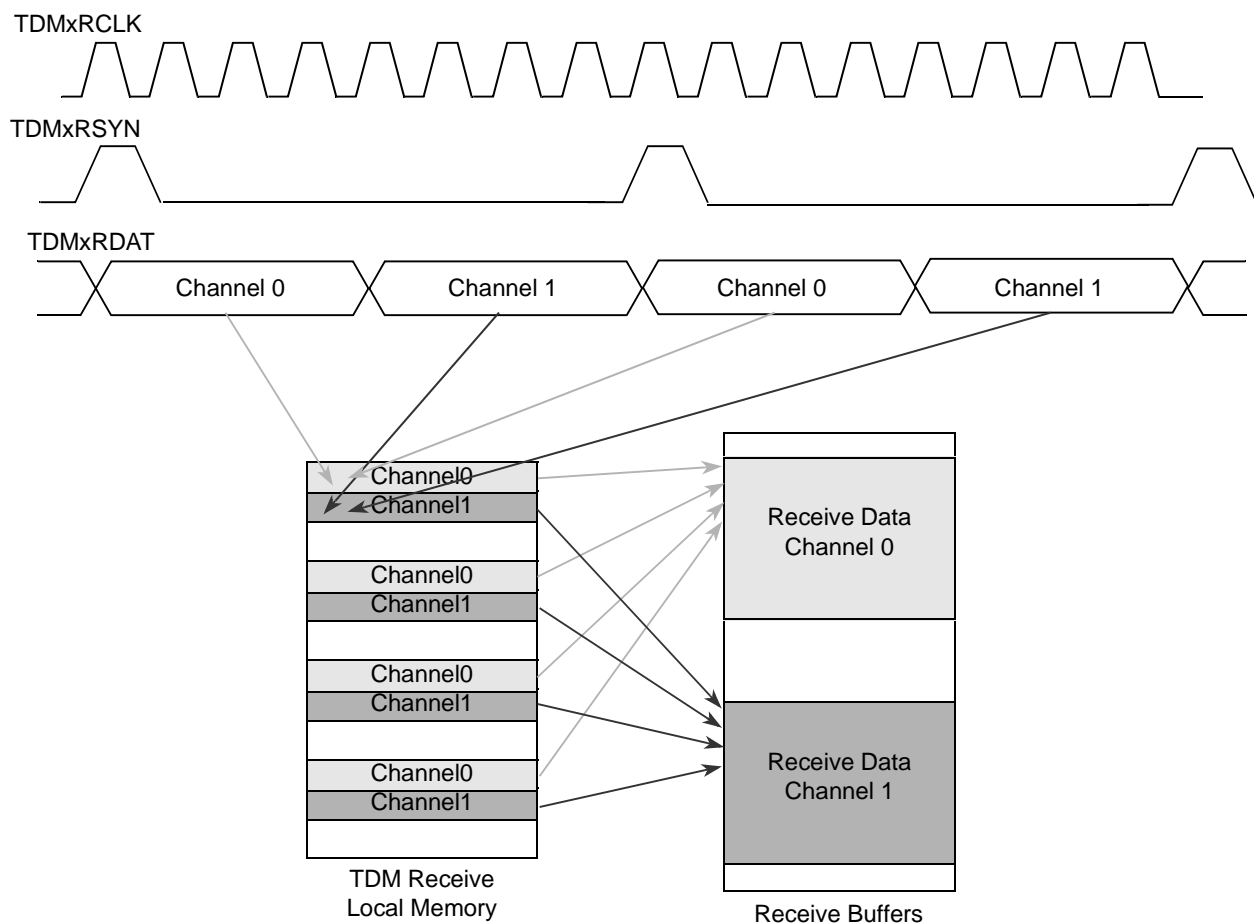 TDMxRCLK
TDMxRSYN
TDMxRDAT
Channel 0
Channel 1
Channel 0
Channel 1
Channel0
Channel1
Channel0
Channel1
Channel0
Channel1
Channel0
Channel1
TDM Receive
Local Memory
Receive Data
Channel 0
Receive Data
Channel 1
Receive Buffers